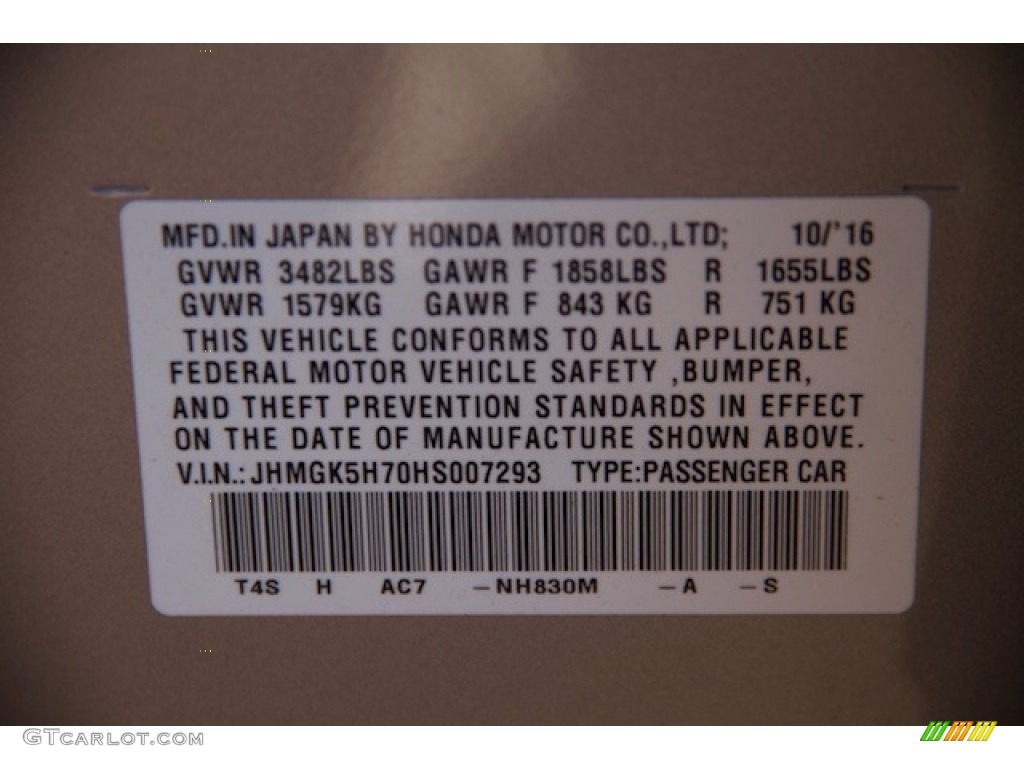 MFD.IN JAPAN BY HONDA MOTOR CO.,LTD; 10/'16
GVWR 3482LBS GAWR F 1858LBS R 1655LBS
GVWR 1579KG GAWR F 843 KG R 751 KG
THIS VEHICLE CONFORMS TO ALL APPLICABLE
FEDERAL MOTOR VEHICLE SAFETY ,BUMPER,
AND THEFT PREVENTION STANDARDS IN EFFECT
ON THE DATE OF MANUFACTURE SHOWN ABOVE.
V.I.N.: JHMGK5H70HS007293 TYPE:PASSENGER CAR
T4S H AC7 –NH830M –A –S
GTCARLOT.COM